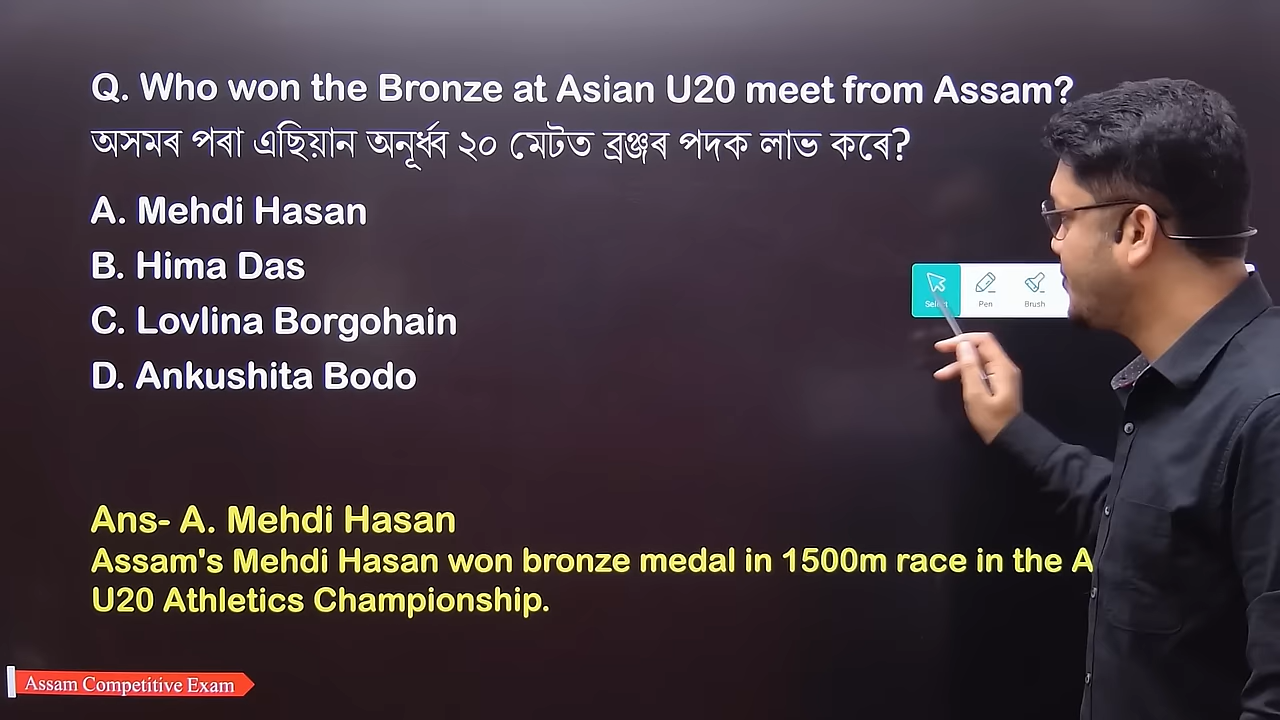 Q. Who won the Bronze at Asian U20 meet from Assam?
অসমৰ পৰা এছিয়ান অনূৰ্ধ্ব ২০ মেটত ব্ৰঞ্জৰ পদক লাভ কৰে?
A. Mehdi Hasan
B. Hima Das
C. Lovlina Borgohain
D. Ankushita Bodo
Select Pen Brush
Ans- A. Mehdi Hasan
Assam's Mehdi Hasan won bronze medal in 1500m race in the A
U20 Athletics Championship.
Assam Competitive Exam